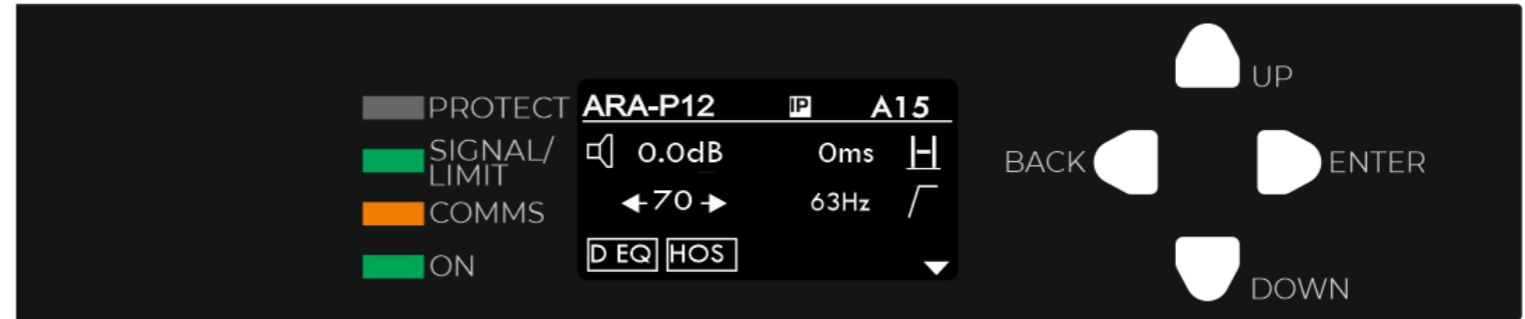 PROTECT
SIGNAL/
LIMIT
COMMS
ON
ARA-P12 IP A15
0.0dB 0ms
70 63Hz
D EQ HOS
UP
BACK ENTER
DOWN